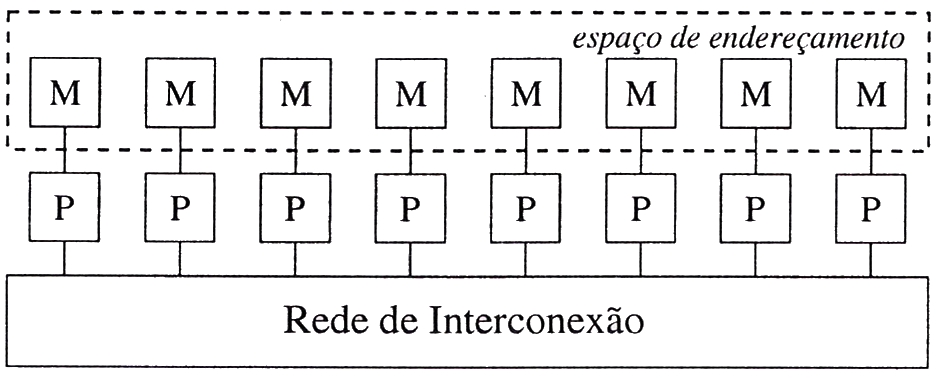 espaço de endereçamento
M M M M M M M M
P P P P P P P P
Rede de Interconexão